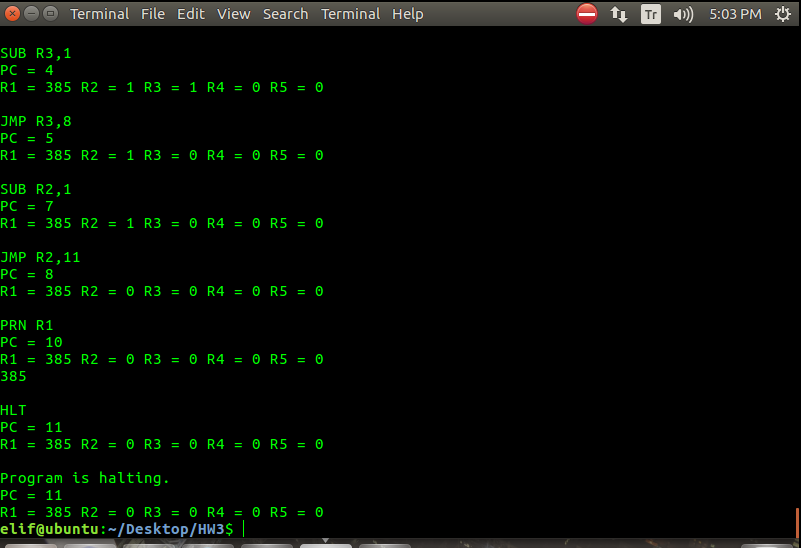 Terminal File Edit View Search Terminal Help Tr 5:03 PM
SUB R3,1
PC = 4
R1 = 385 R2 = 1 R3 = 1 R4 = 0 R5 = 0
JMP R3,8
PC = 5
R1 = 385 R2 = 1 R3 = 0 R4 = 0 R5 = 0
SUB R2,1
PC = 7
R1 = 385 R2 = 1 R3 = 0 R4 = 0 R5 = 0
JMP R2,11
PC = 8
R1 = 385 R2 = 0 R3 = 0 R4 = 0 R5 = 0
PRN R1
PC = 10
R1 = 385 R2 = 0 R3 = 0 R4 = 0 R5 = 0
385
HLT
PC = 11
R1 = 385 R2 = 0 R3 = 0 R4 = 0 R5 = 0
Program is halting.
PC = 11
R1 = 385 R2 = 0 R3 = 0 R4 = 0 R5 = 0
elif@ubuntu:~/Desktop/HW3$